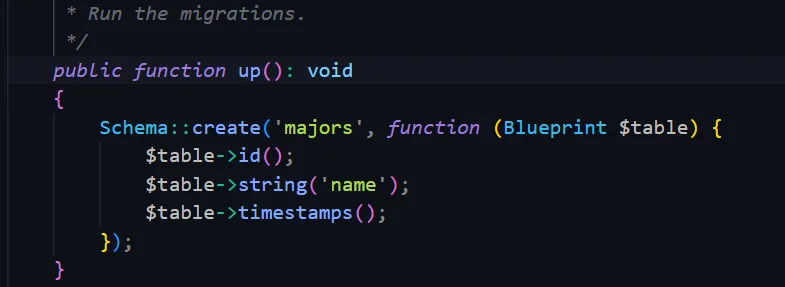 * Run the migrations.
*/
public function up(): void
{
Schema::create('majors', function (Blueprint $table) {
$table->id();
$table->string('name');
$table->timestamps();
});
}